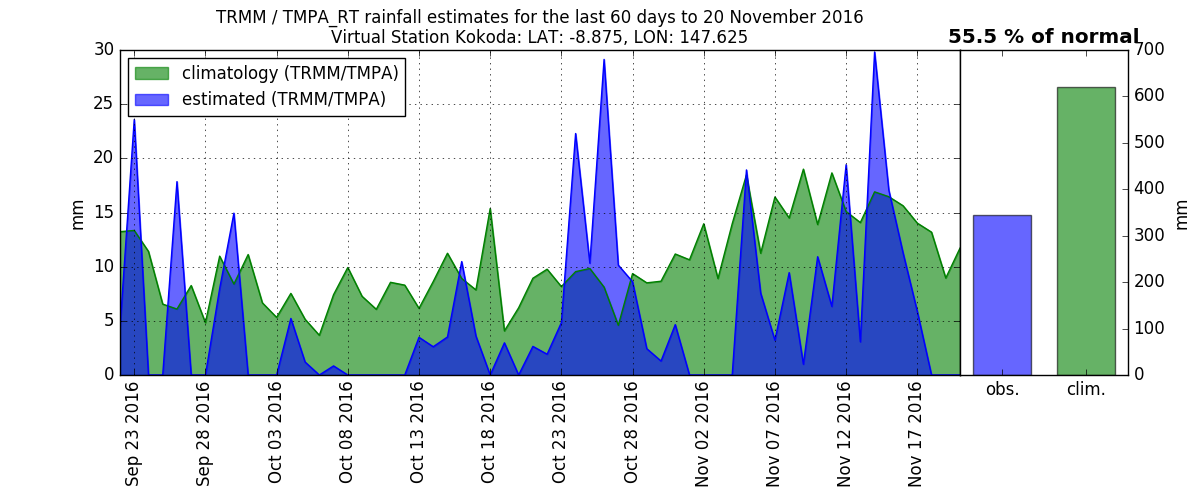 TRMM / TMPA_RT rainfall estimates for the last 60 days to 20 November 2016
Virtual Station Kokoda: LAT: -8.875, LON: 147.625
55.5 % of normal
climatology (TRMM/TMPA)
estimated (TRMM/TMPA)
30
25
20
15
10
5
0
mm
700
600
500
400
300
200
100
0
mm
Sep 23 2016
Sep 28 2016
Oct 03 2016
Oct 08 2016
Oct 13 2016
Oct 18 2016
Oct 23 2016
Oct 28 2016
Nov 02 2016
Nov 07 2016
Nov 12 2016
Nov 17 2016
obs.
clim.